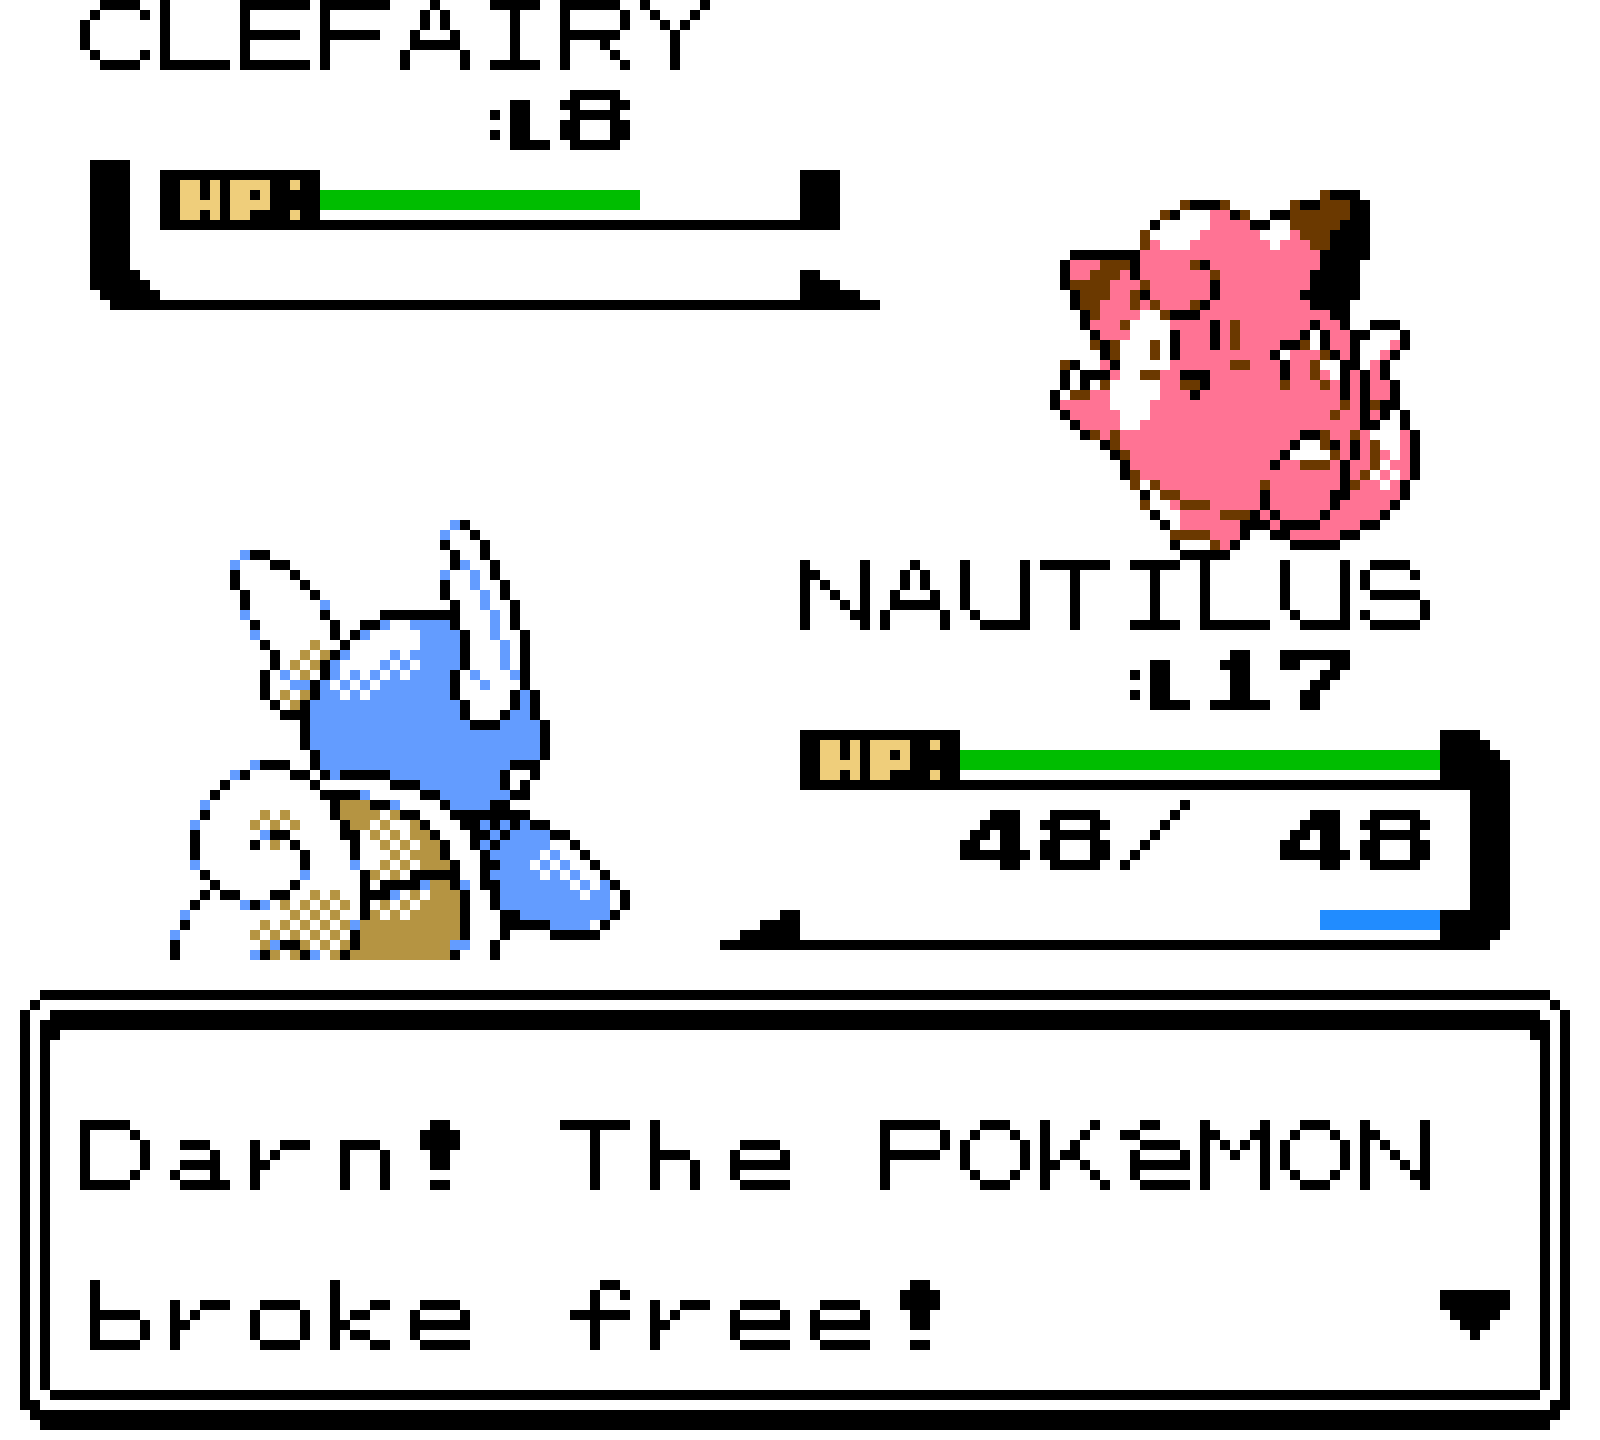 CLEFAIRY
:L8
HP:
NAUTILUS
:L17
HP:
48/ 48
Darn! The POKéMON
broke free!